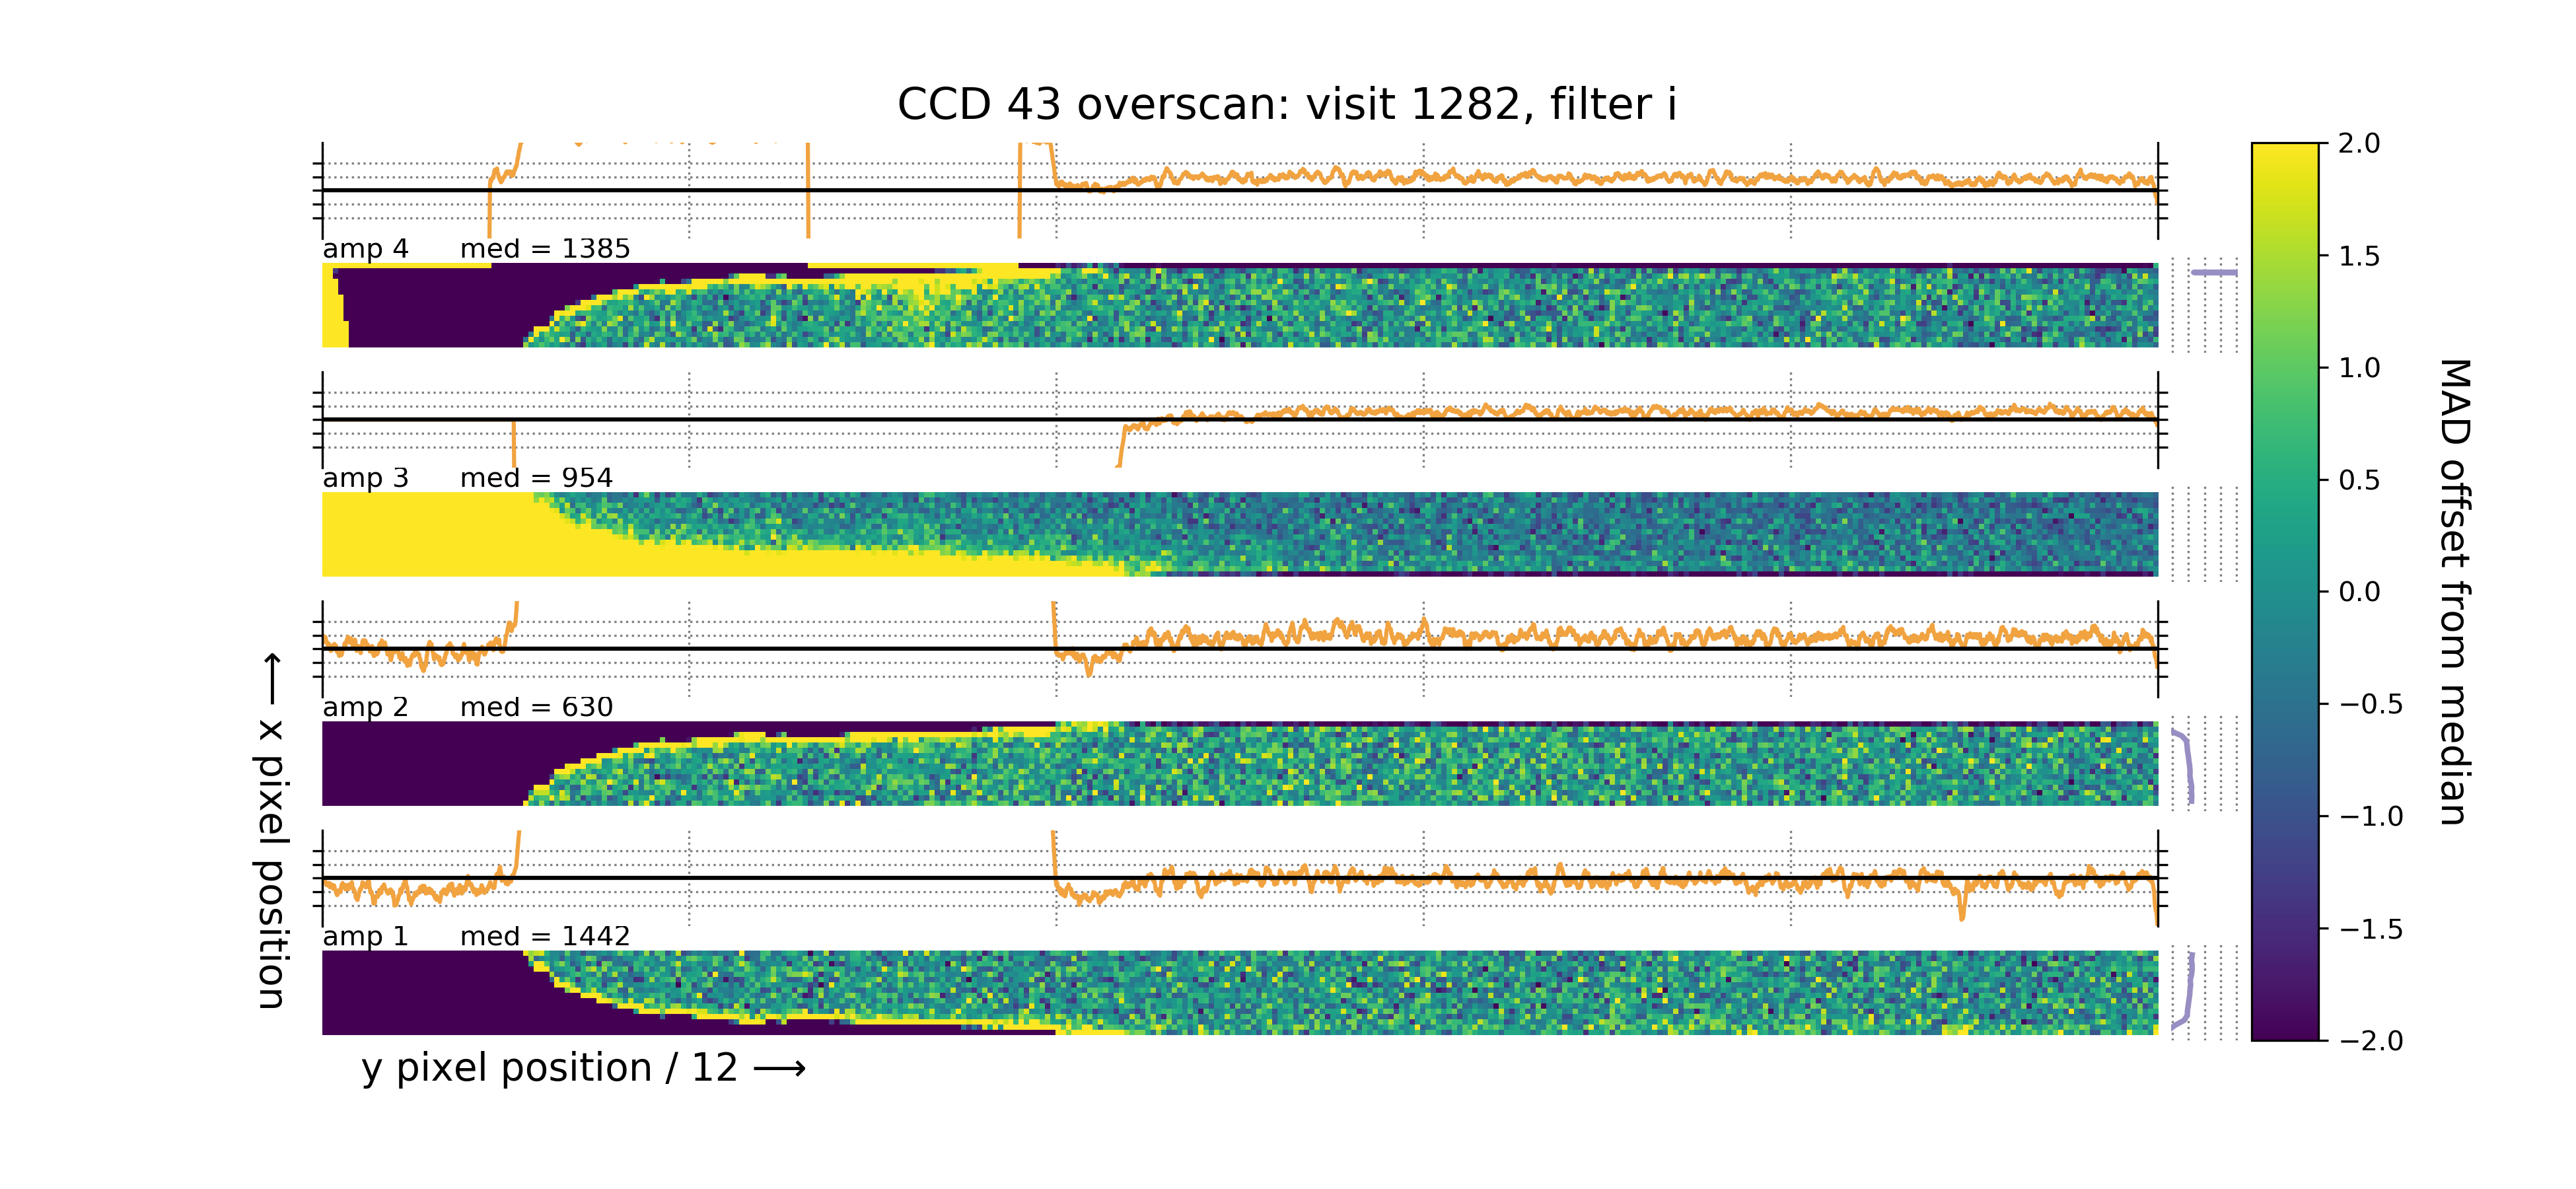 CCD 43 overscan: visit 1282, filter i
amp 4 med = 1385
amp 3 med = 954
amp 2 med = 630
amp 1 med = 1442
y pixel position / 12 ⟶
⟵ x pixel position
2.0
1.5
1.0
0.5
0.0
−0.5
−1.0
−1.5
−2.0
MAD offset from median